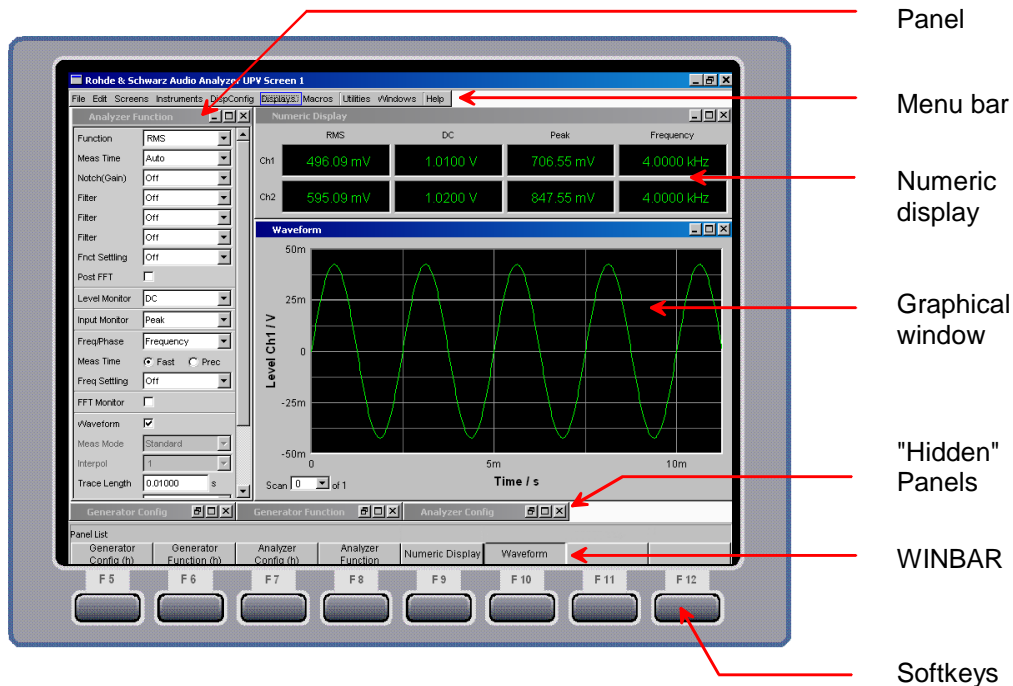 Panel
Rohde & Schwarz Audio Analyzer UPV Screen 1
File Edit Screens Instruments DispConfig Displays Macros Utilities Windows Help
Menu bar
Analyzer Function
Numeric Display
Function RMS
Meas Time Auto
Notch(Gain) Off
Filter Off
Filter Off
Filter Off
Fnct Settling Off
Post FFT
Level Monitor DC
Input Monitor Peak
Freq/Phase Frequency
Meas Time Fast Prec
Freq Settling Off
FFT Monitor
Waveform
Meas Mode Standard
Interpol 1
Trace Length 0.01000 s
RMS DC Peak Frequency
Ch1 496.09 mV 1.0100 V 706.55 mV 4.0000 kHz
Ch2 595.09 mV 1.0200 V 847.55 mV 4.0000 kHz
Numeric
display
Waveform
50m
25m
0
-25m
-50m
Level Ch1 / V
0 5m 10m
Time / s
Scan 0 of 1
Graphical
window
Generator Config
Generator Function
Analyzer Config
"Hidden"
Panels
Panel List
Generator
Config (h)
Generator
Function (h)
Analyzer
Config (h)
Analyzer
Function
Numeric Display
Waveform
WINBAR
F 5 F 6 F 7 F 8 F 9 F 10 F 11 F 12
Softkeys